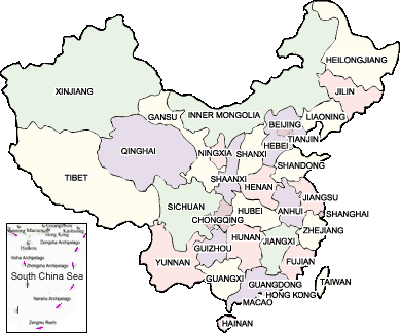 HEILONGJIANG
JILIN
XINJIANG
LIAONING
GANSU
INNER MONGOLIA
BEIJING
TIANJIN
HEBEI
QINGHAI
NINGXIA
SHANXI
SHANDONG
TIBET
SHAANXI
HENAN
JIANGSU
SICHUAN
CHONGQING
HUBEI
ANHUI
SHANGHAI
ZHEJIANG
HUNAN
JIANGXI
GUIZHOU
YUNNAN
FUJIAN
GUANGXI
GUANGDONG
TAIWAN
HONG KONG
MACAO
HAINAN
Hong Kong
Dongsha Archipelago
Xisha Archipelago
Zhongsha Archipelago
South China Sea
Nansha Archipelago
Zengmu Reefs